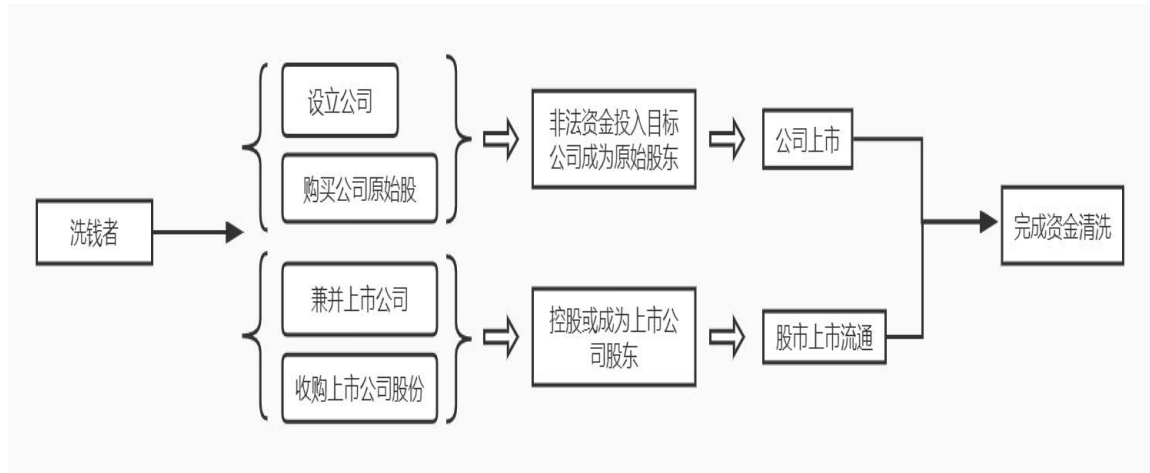 洗钱者
设立公司
购买公司原始股
兼并上市公司
收购上市公司股份
非法资金投入目标
公司成为原始股东
控股或成为上市公
司股东
公司上市
股市上市流通
完成资金清洗